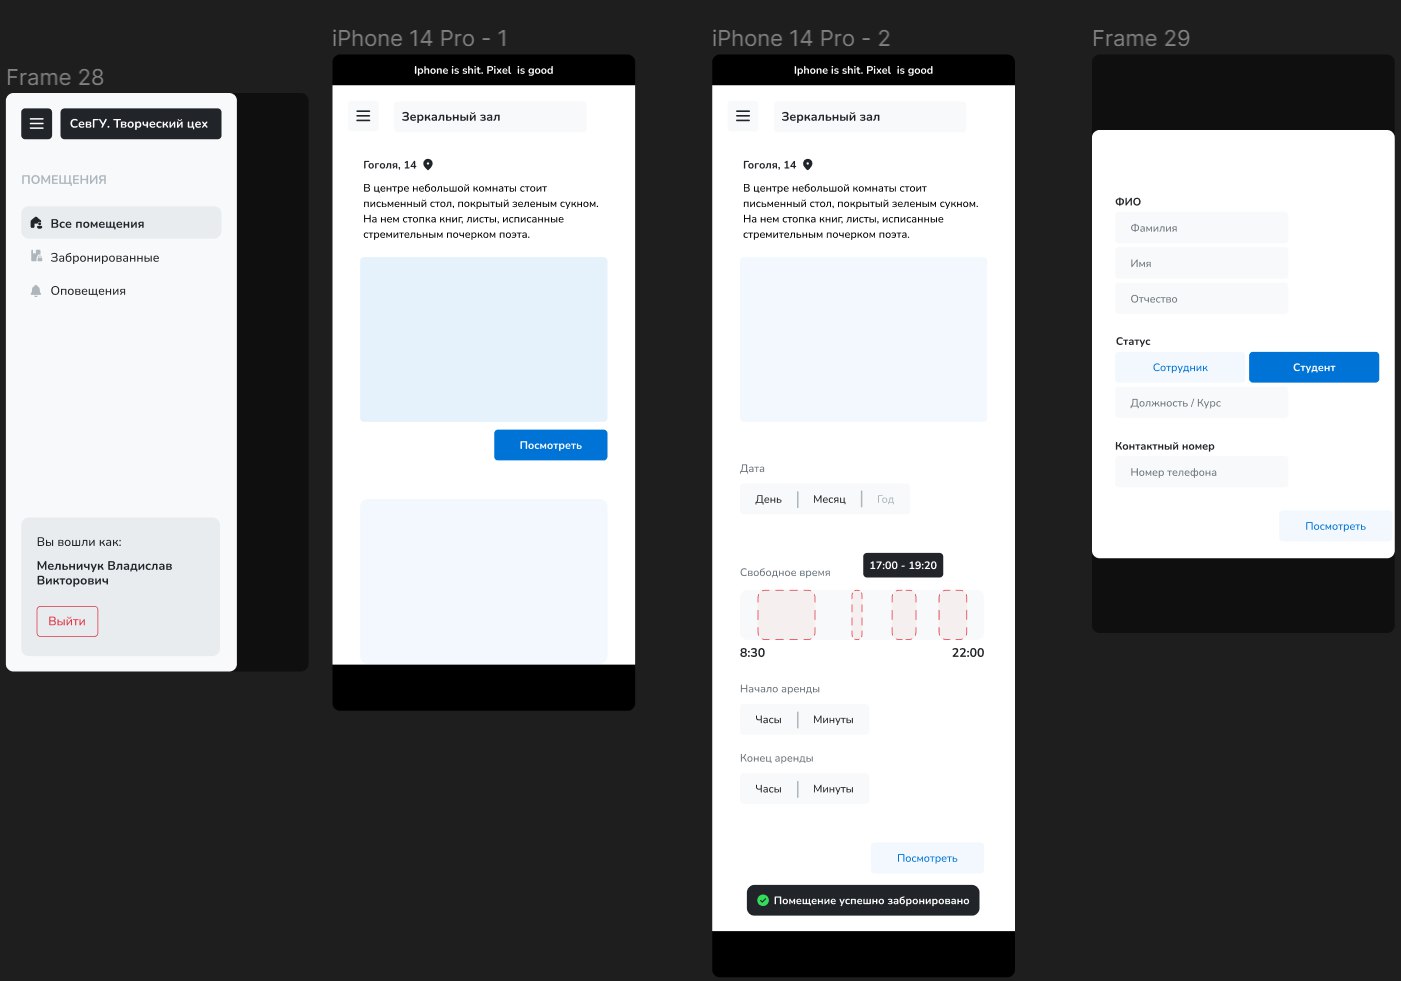 Frame 28
СевГУ. Творческий цех
ПОМЕЩЕНИЯ
Все помещения
Забронированные
Оповещения
Вы вошли как:
Мельничук Владислав
Викторович
Выйти
iPhone 14 Pro - 1
Iphone is shit. Pixel is good
Зеркальный зал
Гоголя, 14
В центре небольшой комнаты стоит
письменный стол, покрытый зеленым сукном.
На нем стопка книг, листы, исписанные
стремительным почерком поэта.
Посмотреть
iPhone 14 Pro - 2
Iphone is shit. Pixel is good
Зеркальный зал
Гоголя, 14
В центре небольшой комнаты стоит
письменный стол, покрытый зеленым сукном.
На нем стопка книг, листы, исписанные
стремительным почерком поэта.
Дата
День | Месяц | Год
17:00 - 19:20
Свободное время
8:30 22:00
Начало аренды
Часы | Минуты
Конец аренды
Часы | Минуты
Посмотреть
Помещение успешно забронировано
Frame 29
ФИО
Фамилия
Имя
Отчество
Статус
Сотрудник Студент
Должность / Курс
Контактный номер
Номер телефона
Посмотреть